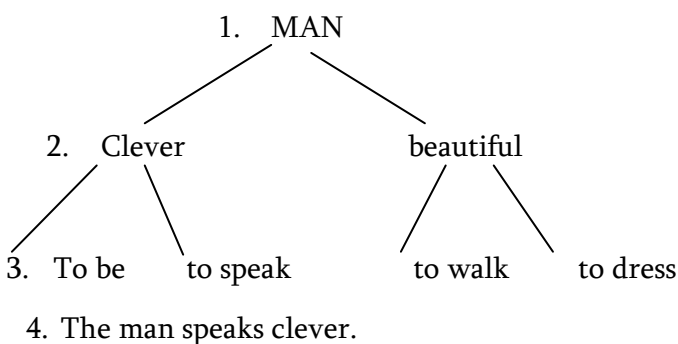 1. MAN
2. Clever beautiful
3. To be to speak to walk to dress
4. The man speaks clever.